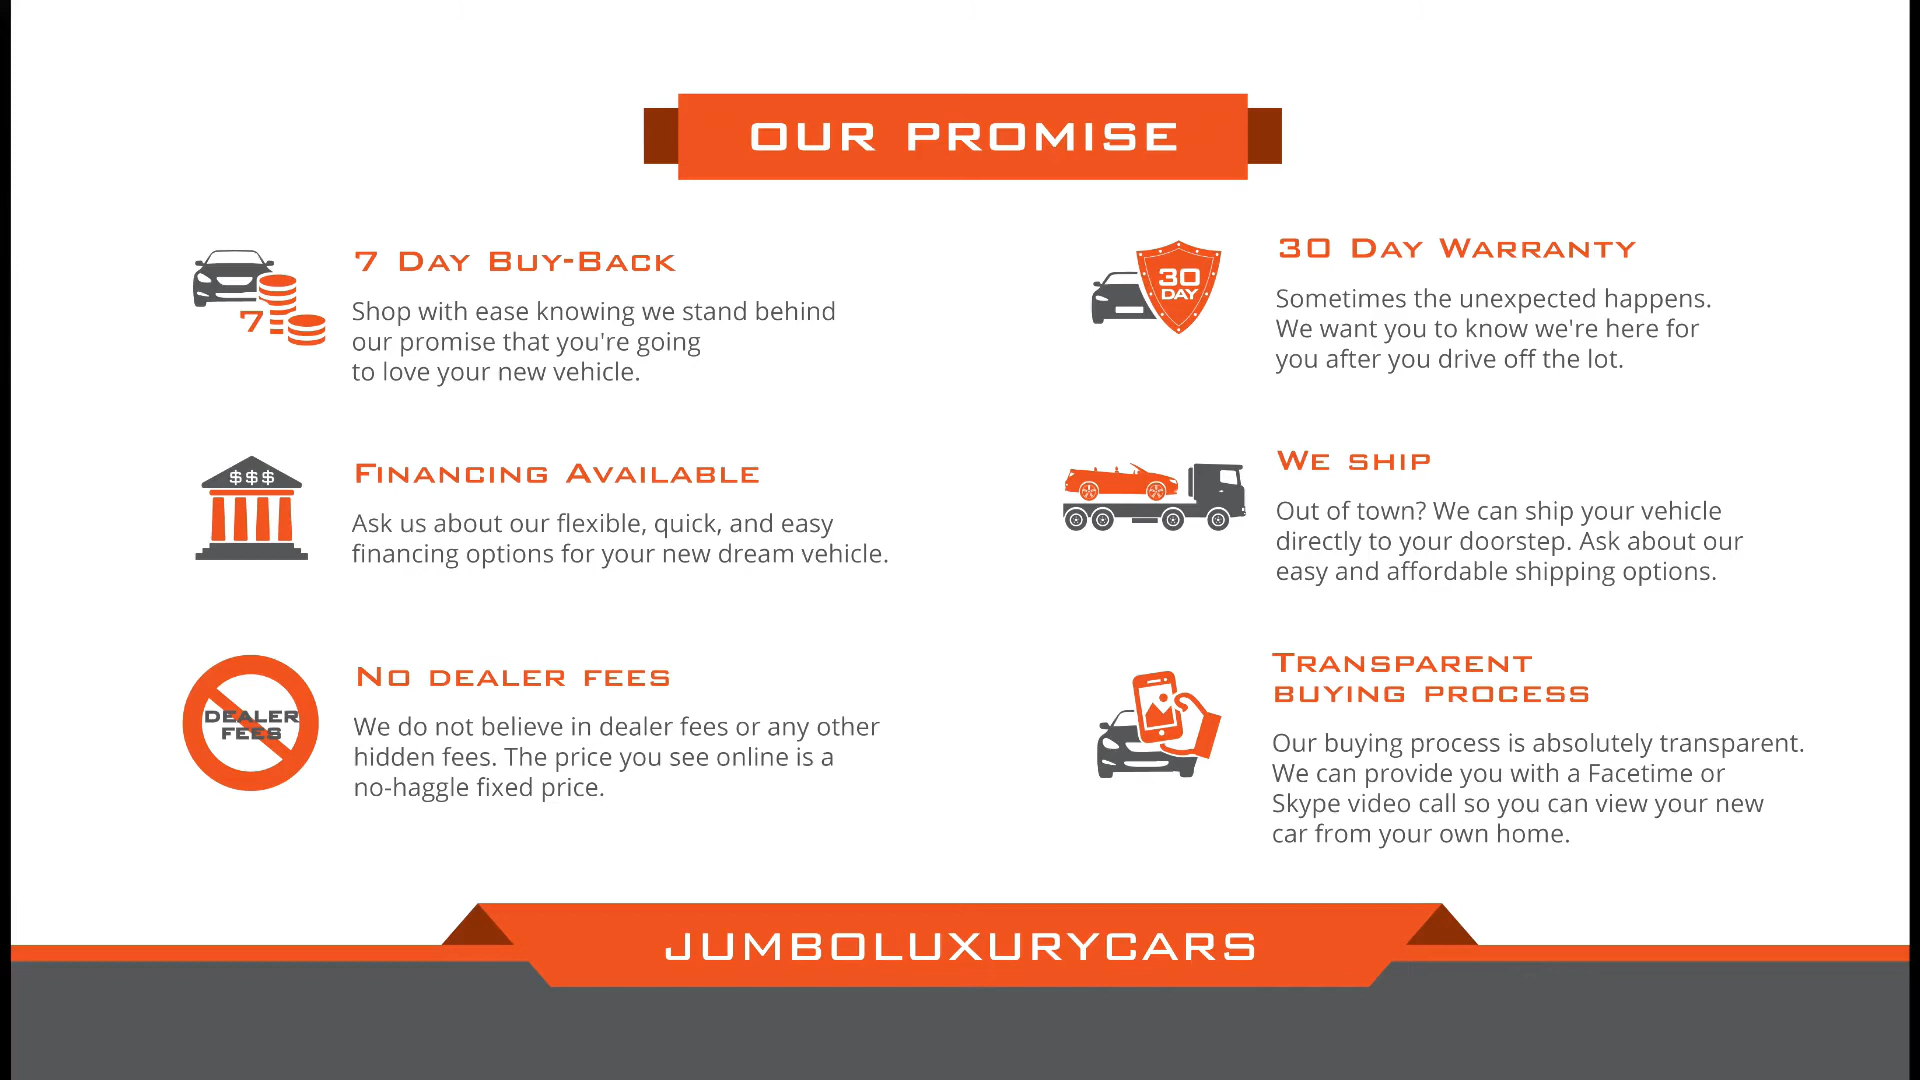 OUR PROMISE
7 DAY BUY-BACK
Shop with ease knowing we stand behind
our promise that you're going
to love your new vehicle.
7
$$$
FINANCING AVAILABLE
Ask us about our flexible, quick, and easy
financing options for your new dream vehicle.
DEALER
FEES
NO DEALER FEES
We do not believe in dealer fees or any other
hidden fees. The price you see online is a
no-haggle fixed price.
30
DAY
30 DAY WARRANTY
Sometimes the unexpected happens.
We want you to know we're here for
you after you drive off the lot.
WE SHIP
Out of town? We can ship your vehicle
directly to your doorstep. Ask about our
easy and affordable shipping options.
TRANSPARENT
BUYING PROCESS
Our buying process is absolutely transparent.
We can provide you with a Facetime or
Skype video call so you can view your new
car from your own home.
JUMBOLUXURYCARS